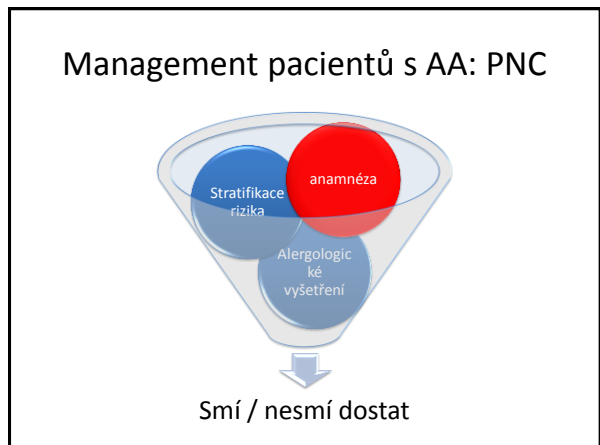 Management pacientů s AA: PNC
anamnéza
Stratifikace
rizika
Alergologic
ké
vyšetření
Smí / nesmí dostat